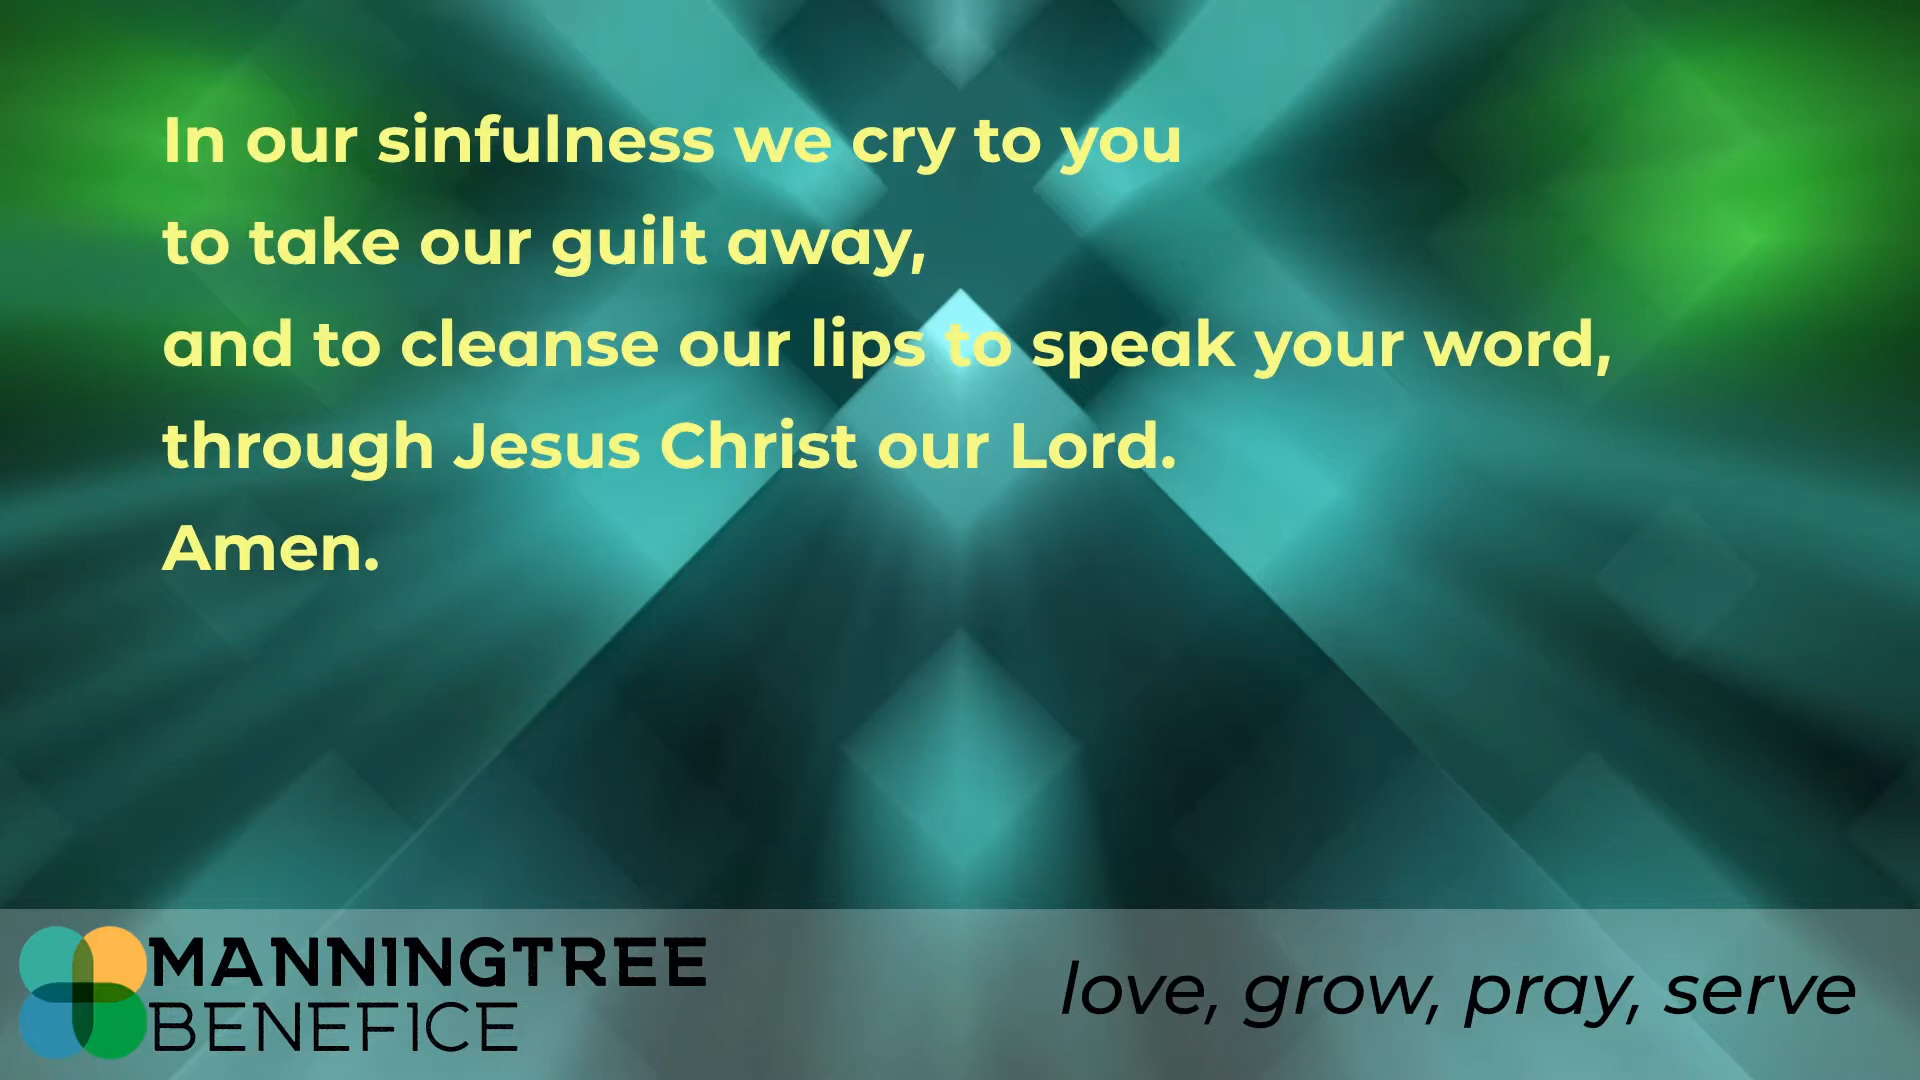 In our sinfulness we cry to you
to take our guilt away,
and to cleanse our lips to speak your word,
through Jesus Christ our Lord.
Amen.
MANNINGTREE
BENEFICE
love, grow, pray, serve